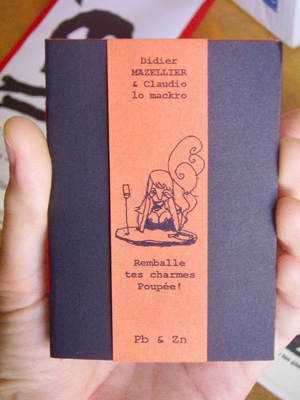 Didier
MAZELLIER
& Claudio
lo mackro
Remballe
tes charmes
Poupée!
Pb & Zn